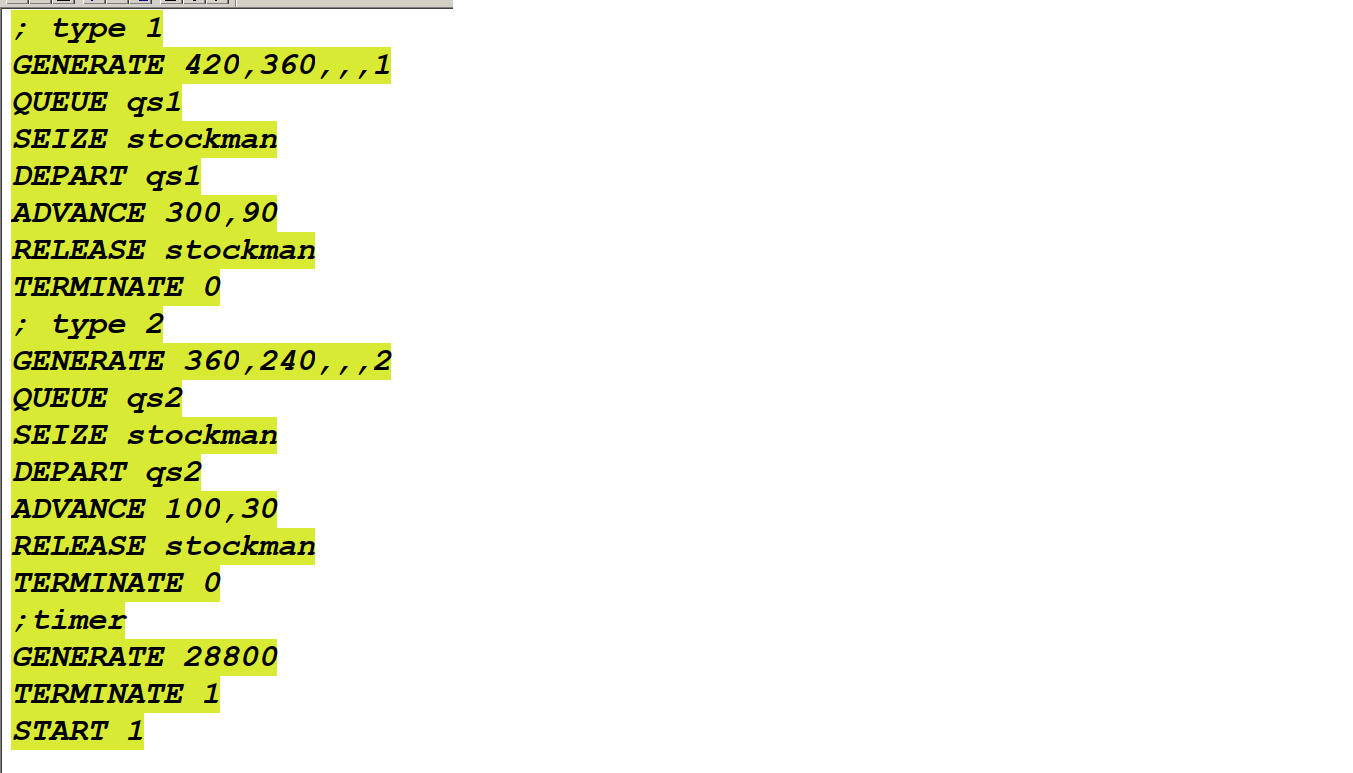 ; type 1
GENERATE 420,360,,,1
QUEUE qs1
SEIZE stockman
DEPART qs1
ADVANCE 300,90
RELEASE stockman
TERMINATE 0
; type 2
GENERATE 360,240,,,2
QUEUE qs2
SEIZE stockman
DEPART qs2
ADVANCE 100,30
RELEASE stockman
TERMINATE 0
;timer
GENERATE 28800
TERMINATE 1
START 1